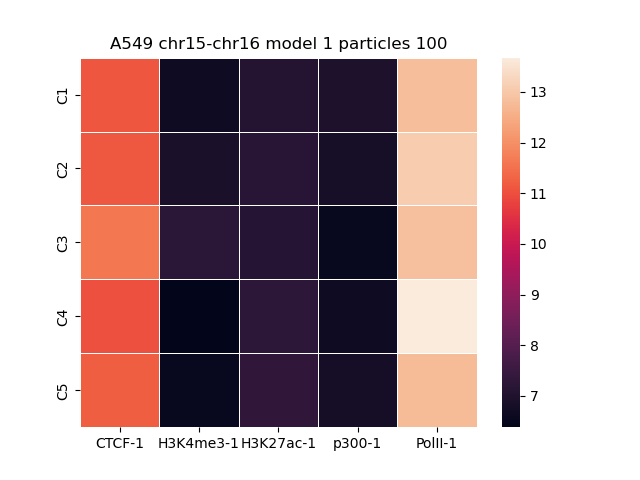 A549 chr15-chr16 model 1 particles 100
C1
C2
C3
C4
C5
CTCF-1 H3K4me3-1 H3K27ac-1 p300-1 PolII-1
13
12
11
10
9
8
7